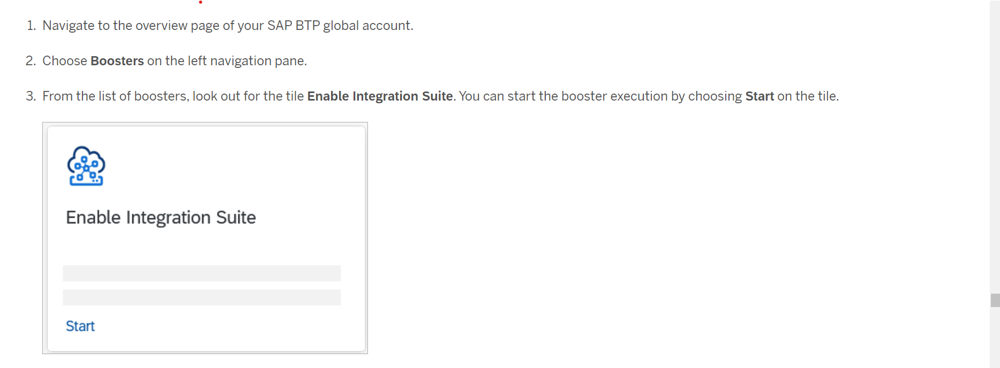 1. Navigate to the overview page of your SAP BTP global account.
2. Choose Boosters on the left navigation pane.
3. From the list of boosters, look out for the tile Enable Integration Suite. You can start the booster execution by choosing Start on the tile.
Enable Integration Suite
Start